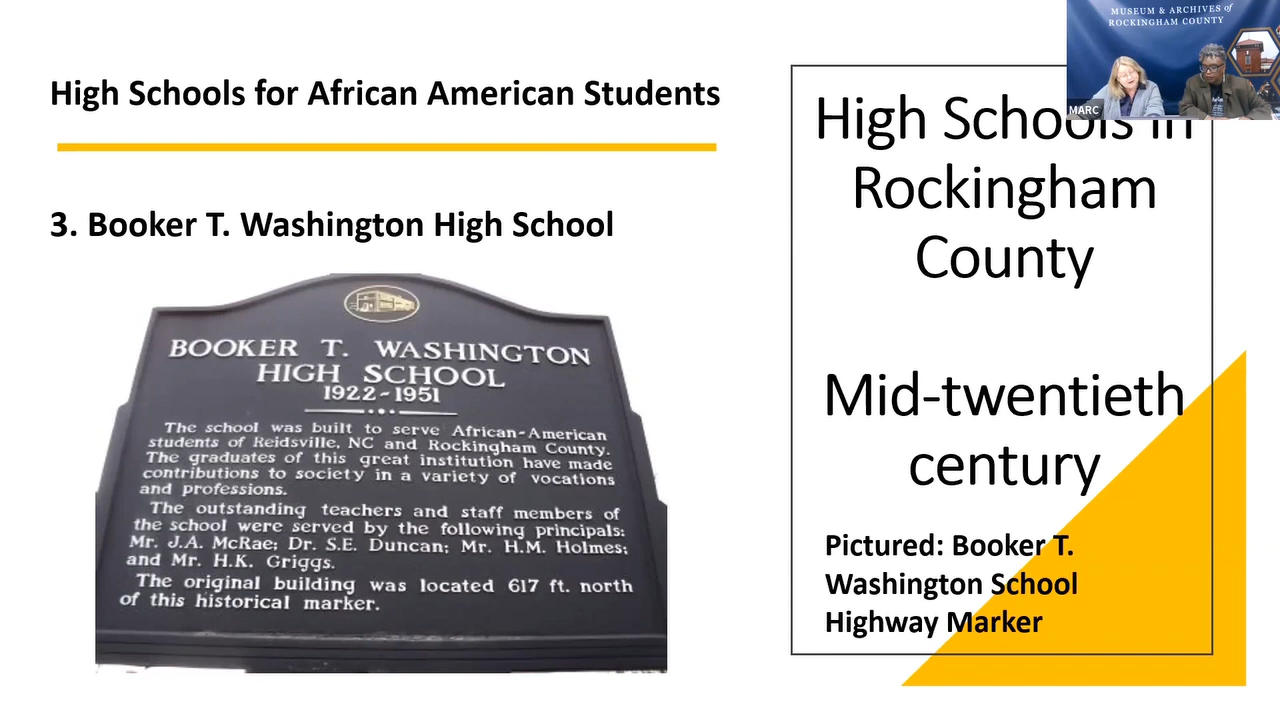 High Schools for African American Students
3. Booker T. Washington High School
BOOKER T. WASHINGTON
HIGH SCHOOL
1922-1951
The school was built to serve African-American
students of Reidsville, NC and Rockingham County.
The graduates of this great institution have made
contributions to society in a variety of vocations
and professions.
The outstanding teachers and staff members of
the school were served by the following principals:
Mr. J.A. McRae; Dr. S.E. Duncan; Mr. H.M. Holmes;
and Mr. H.K. Griggs.
The original building was located 617 ft. north
of this historical marker.
High Schools in
Rockingham
County
Mid-twentieth
century
Pictured: Booker T.
Washington School
Highway Marker
MUSEUM & ARCHIVES of
ROCKINGHAM COUNTY
MARC